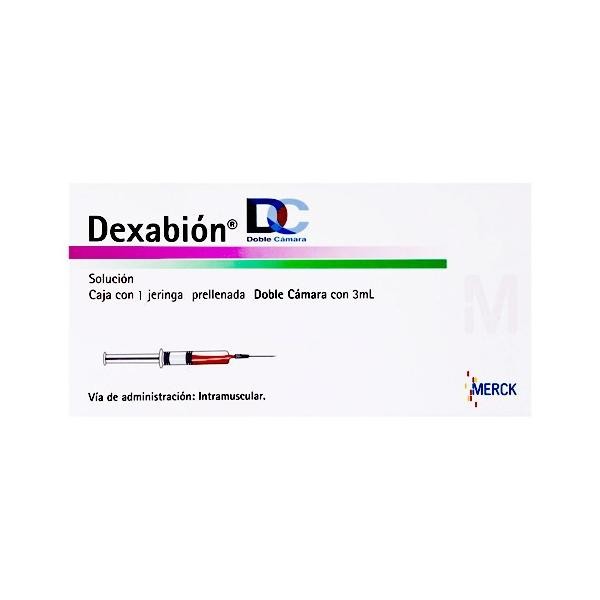 Dexabión® DC
Doble Cámara
Solución
Caja con 1 jeringa prellenada Doble Cámara con 3mL
M
Vía de administración: Intramuscular.
MERCK